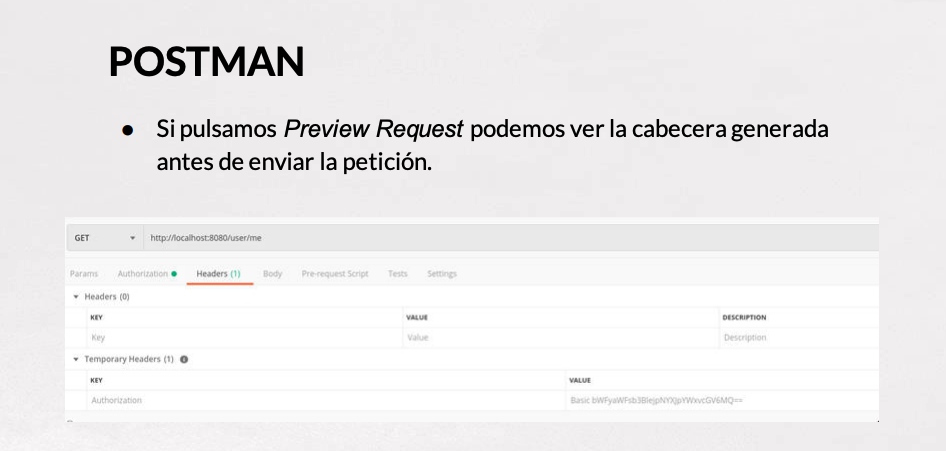 POSTMAN
● Si pulsamos Preview Request podemos ver la cabecera generada
antes de enviar la petición.
GET http://localhost:8080/user/me
Params Authorization Headers (1) Body Pre-request Script Tests Settings
Headers (0)
KEY VALUE DESCRIPTION
Key Value Description
Temporary Headers (1)
KEY VALUE
Authorization Basic